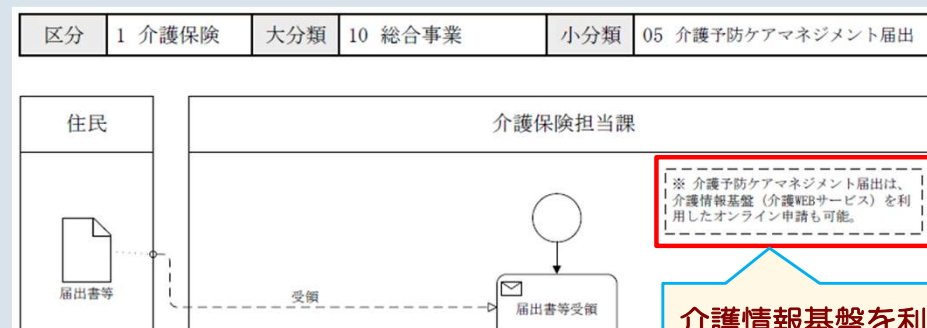 区分 1 介護保険 大分類 10 総合事業 小分類 05 介護予防ケアマネジメント届出
住民
介護保険担当課
※ 介護予防ケアマネジメント届出は、
介護情報基盤（介護WEBサービス）を利
用したオンライン申請も可能。
届出書等
受領
届出書等受領
介護情報基盤を利